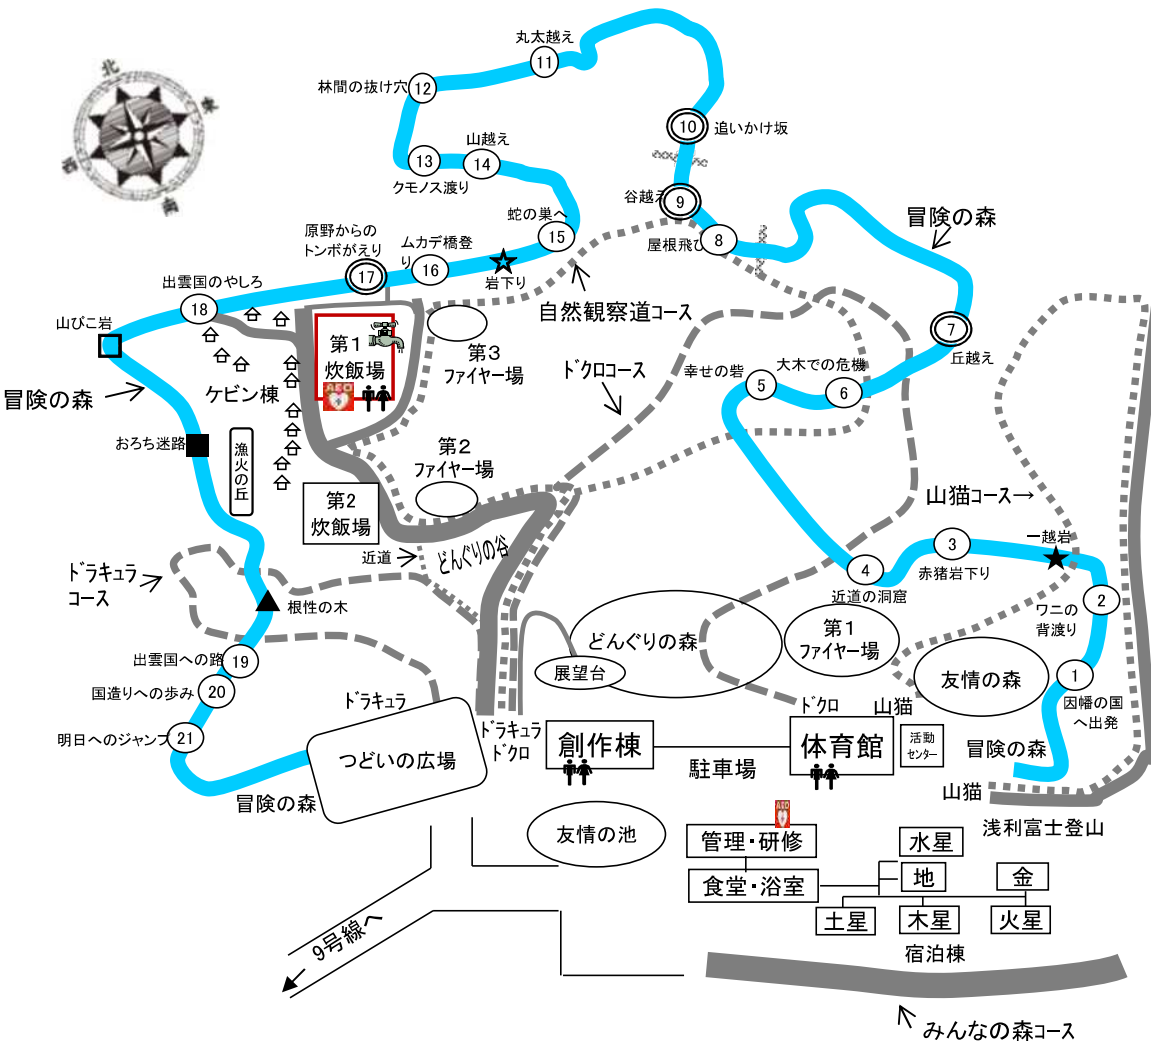 北
東
西
南
丸太越え
11
林間の抜け穴
12
10
追いかけ坂
山越え
13
14
クモノス渡り
谷越え
9
冒険の森
蛇の巣へ
15
屋根飛び
8
原野からの
トンボがえり
17
ムカデ橋登
り
16
岩下り
出雲国のやしろ
18
自然観察道コース
山びこ岩
7
丘越え
第1
炊飯場
AED
第3
ファイヤー場
ドクロコース
幸せの砦
5
大木での危機
6
冒険の森
ケビン棟
おろち迷路
漁火の丘
第2
ファイヤー場
第2
炊飯場
山猫コース→
近道
どんぐりの谷
一越岩
3
赤猪岩下り
4
近道の洞窟
2
ワニの
背渡り
ドラキュラ
コース
根性の木
どんぐりの森
第1
ファイヤー場
出雲国への路
19
展望台
友情の森
1
因幡の国
へ出発
国造りへの歩み
20
ドラキュラ
ドクロ
山猫
明日へのジャンプ
21
つどいの広場
ドラキュラ
ドクロ
創作棟
駐車場
体育館
活動
センター
冒険の森
冒険の森
山猫
浅利富士登山
友情の池
AED
管理・研修
水星
食堂・浴室
地
金
土星
木星
火星
9号線へ
宿泊棟
みんなの森コース